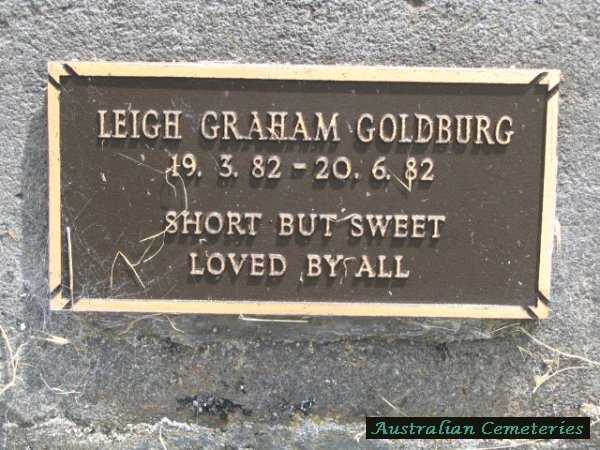 LEIGH GRAHAM GOLDBURG
19. 3. 82 - 20. 6. 82
SHORT BUT SWEET
LOVED BY ALL
Australian Cemeteries